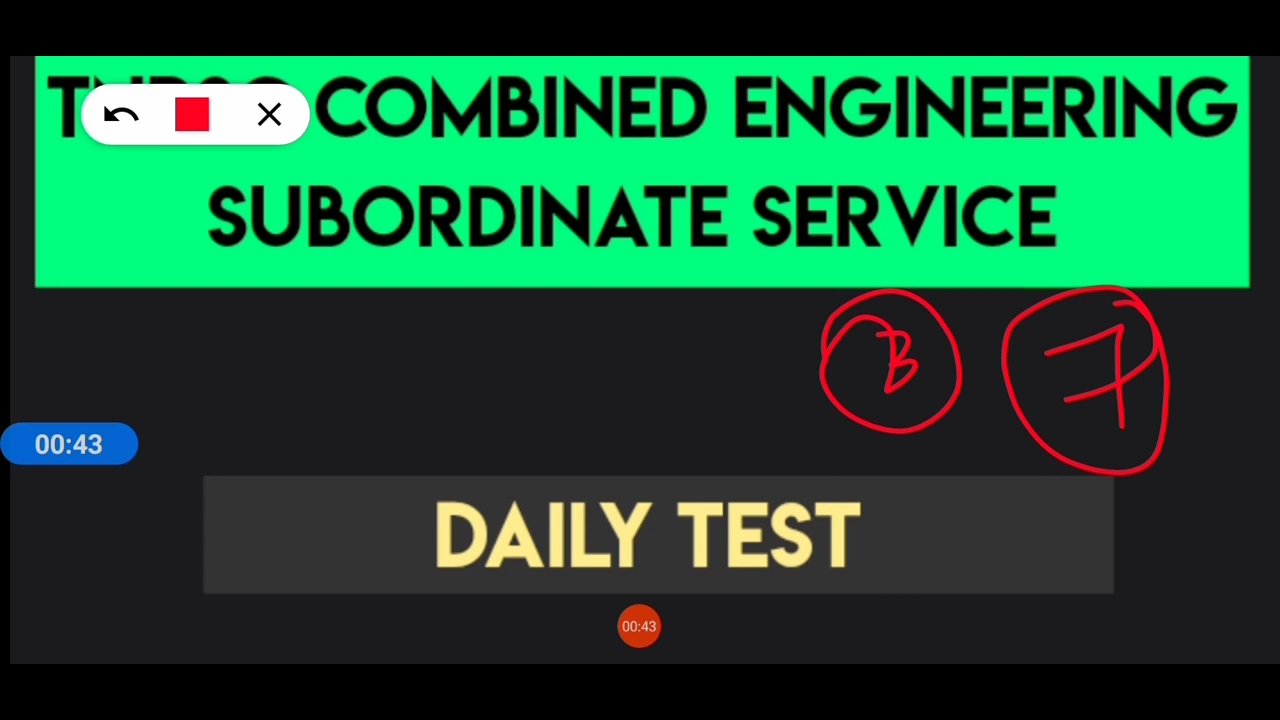 COMBINED ENGINEERING
SUBORDINATE SERVICE
B 7
00:43
DAILY TEST
00:43